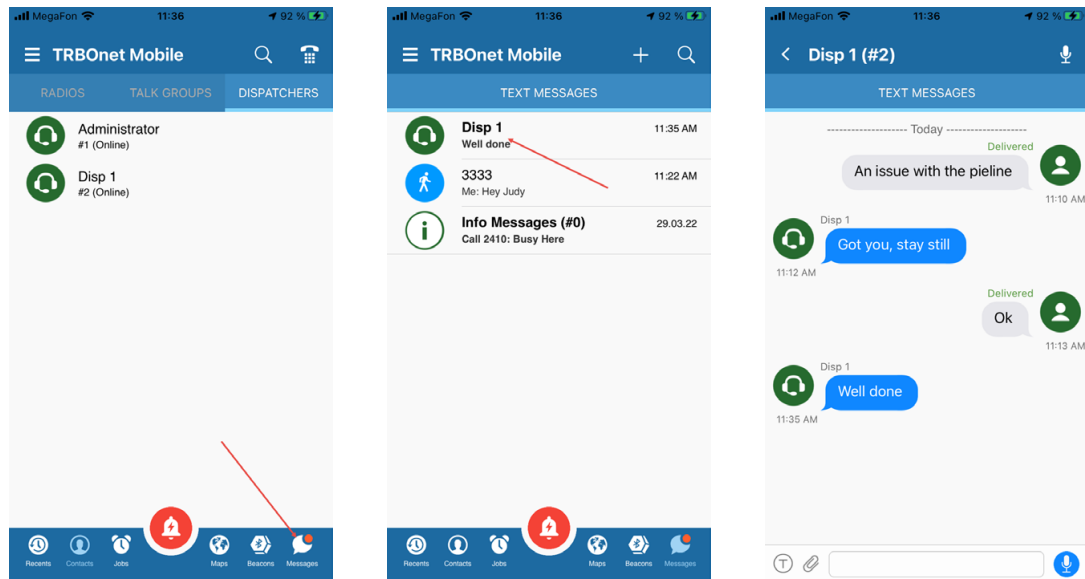 MegaFon 11:36 92 %
TRBOnet Mobile
RADIOS TALK GROUPS DISPATCHERS
Administrator
#1 (Online)
Disp 1
#2 (Online)
Recents Contacts Jobs Maps Beacons Messages
MegaFon 11:36 92 %
TRBOnet Mobile
TEXT MESSAGES
Disp 1 11:35 AM
Well done
3333 11:22 AM
Me: Hey Judy
Info Messages (#0) 29.03.22
Call 2410: Busy Here
Recents Contacts Jobs Maps Beacons Messages
MegaFon 11:36 92 %
Disp 1 (#2)
TEXT MESSAGES
Today
Delivered
An issue with the pieline
11:10 AM
Disp 1
Got you, stay still
11:12 AM
Delivered
Ok
11:13 AM
Disp 1
Well done
11:35 AM
T